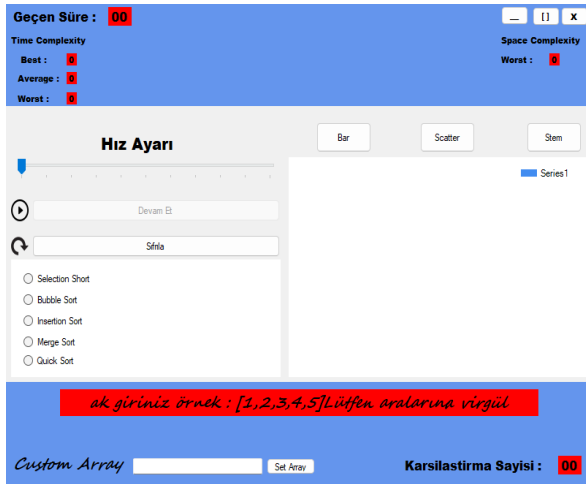 Geçen Süre : 00
_ [] x
Time Complexity
Space Complexity
Best : 0
Worst : 0
Average : 0
Worst : 0
Hız Ayarı
Bar
Scatter
Stem
Series1
Devam Et
Sıfırla
Selection Short
Bubble Sort
Insertion Sort
Merge Sort
Quick Sort
ak giriniz örnek : [1,2,3,4,5]Lütfen aralarına virgül
Custom Array
Set Array
Karsilastirma Sayisi : 00